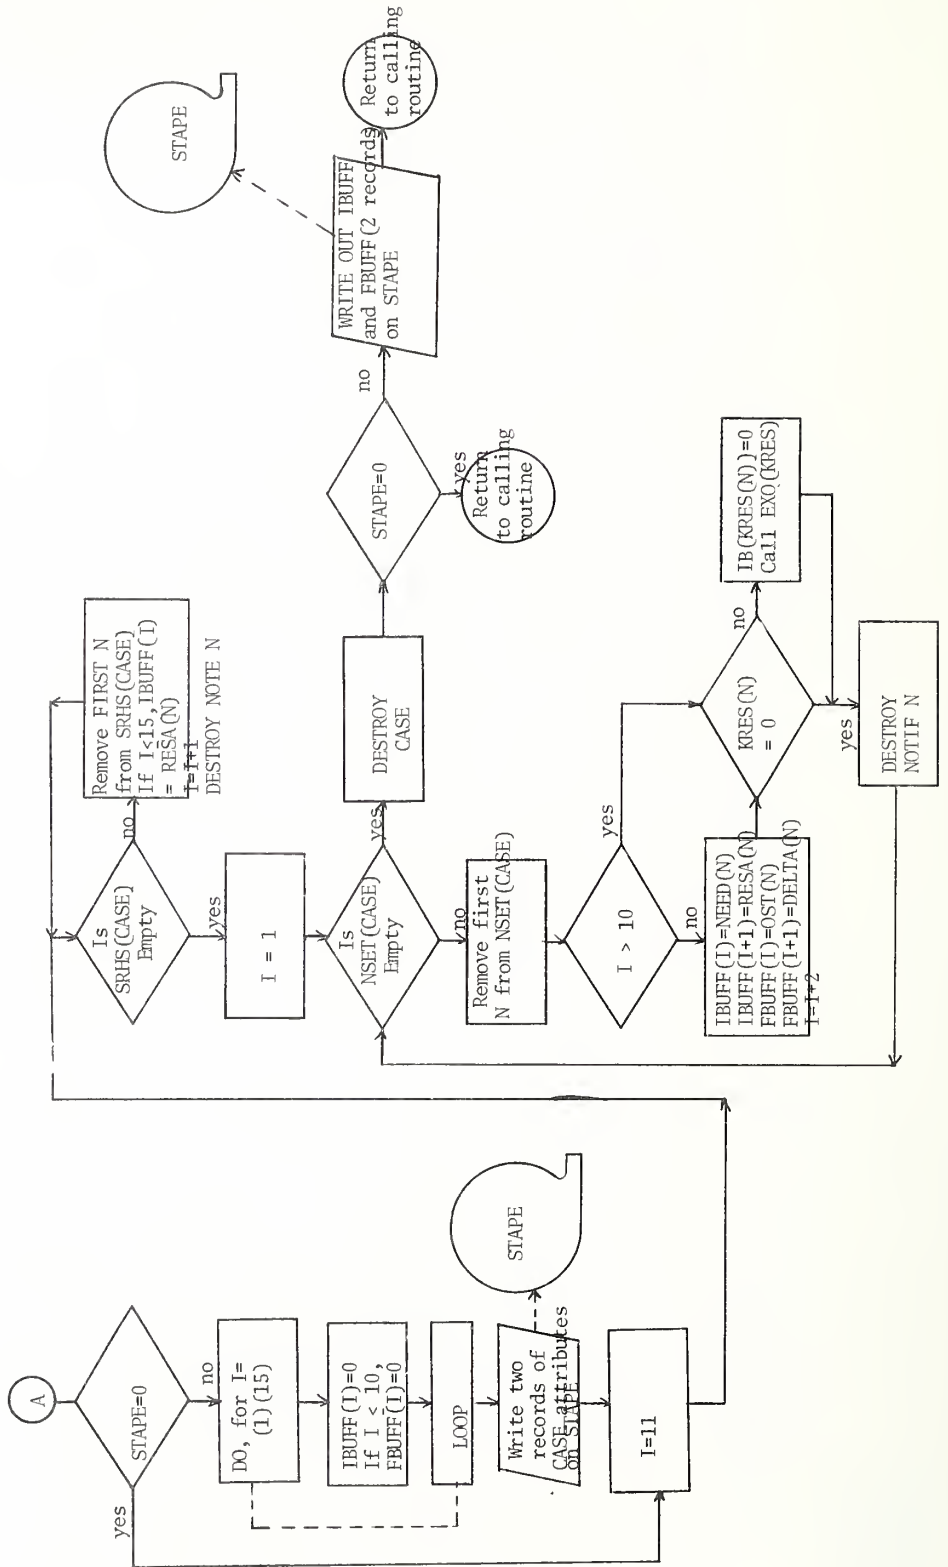 A
STAPE=0
yes
no
DO, for I=
(1)(15)
IBUFF(I)=0
If I < 10,
FBUFF(I)=0
LOOP
Write two
records of
CASE attributes
on STAPE
STAPE
I=11
Is
SRHS(CASE)
Empty
no
Remove FIRST N
from SRHS(CASE)
If I≤15,IBUFF(I)
= RESA(N)
I=I+1
DESTROY NOTE N
yes
I = 1
Is
NSET(CASE)
Empty
yes
DESTROY
CASE
STAPE=0
no
WRITE OUT IBUFF
and FBUFF(2 records
on STAPE
STAPE
Return
to calling
routine
yes
Return
to calling
routine
no
Remove first
N from NSET(CASE)
I > 10
yes
no
IBUFF(I)=NEED(N)
IBUFF(I+1)=RESA(N)
FBUFF(I)=OST(N)
FBUFF(I+1)=DELTA(N)
I=I+2
KRES(N)
= 0
no
IB(KRES(N))=0
Call EXO(KRES)
yes
DESTROY
NOTIF N